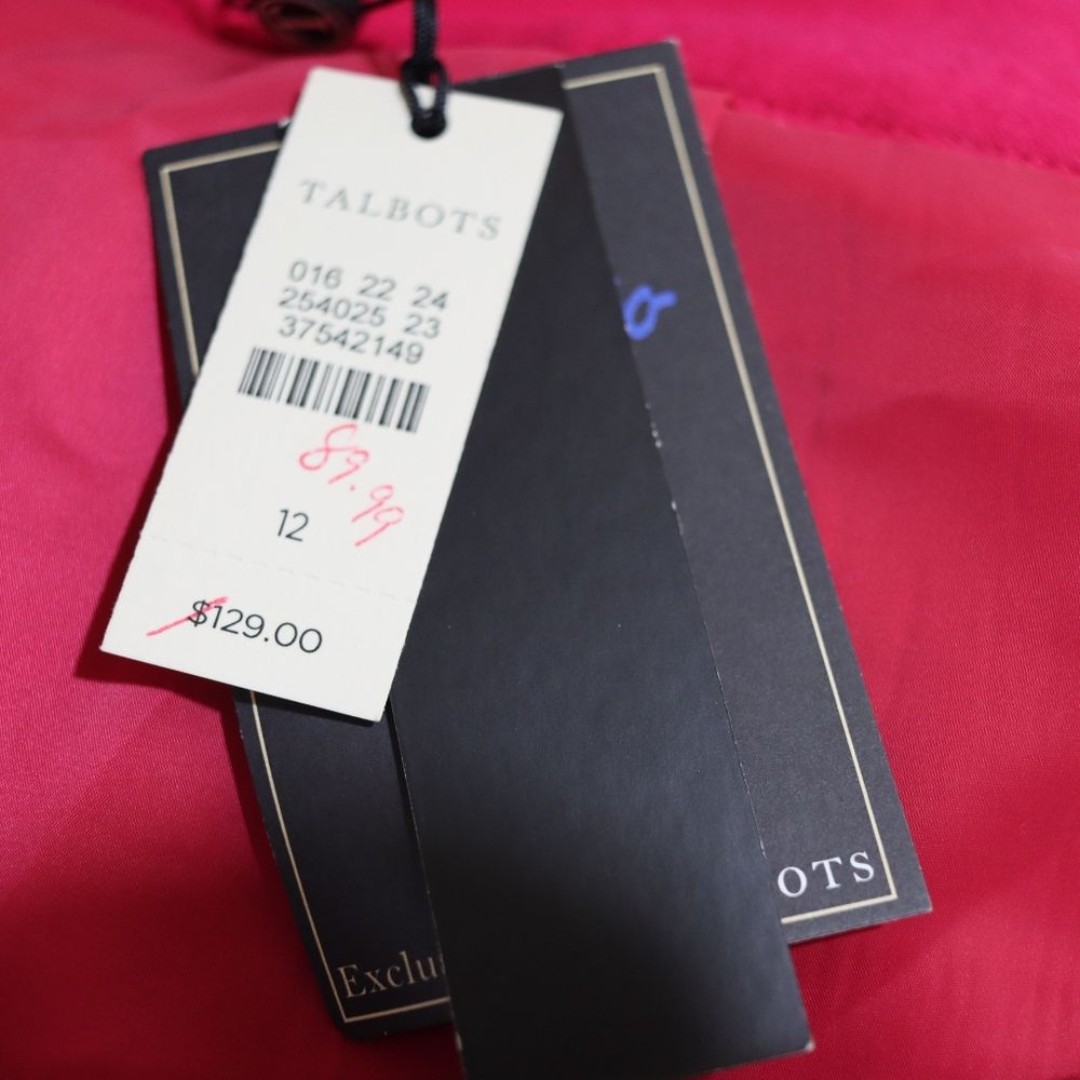 TALBOTS
016 22 24
254025 23
37542149
89.99
12
$129.00
OTS
Exclu